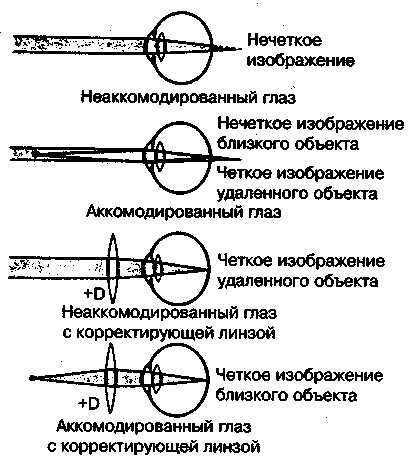 Нечеткое
изображение
Неаккомодированный глаз
Нечеткое изображение
близкого объекта
Четкое изображение
удаленного объекта
Аккомодированный глаз
Четкое изображение
удаленного объекта
+D
Неаккомодированный глаз
с корректирующей линзой
Четкое изображение
близкого объекта
+D
Аккомодированный глаз
с корректирующей линзой